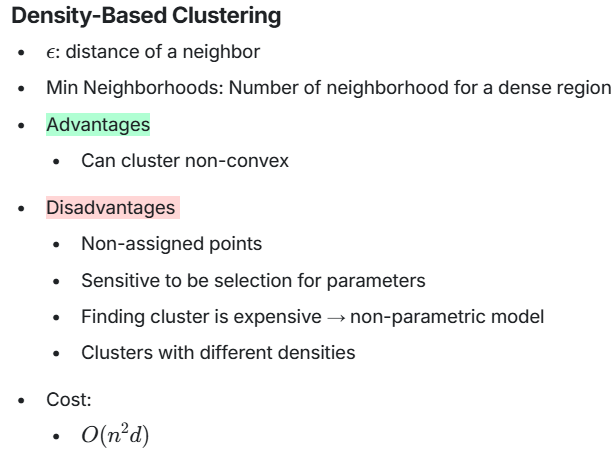 Density-Based Clustering
• ϵ: distance of a neighbor
• Min Neighborhoods: Number of neighborhood for a dense region
• Advantages
• Can cluster non-convex
• Disadvantages
• Non-assigned points
• Sensitive to be selection for parameters
• Finding cluster is expensive → non-parametric model
• Clusters with different densities
• Cost:
• O(n²d)